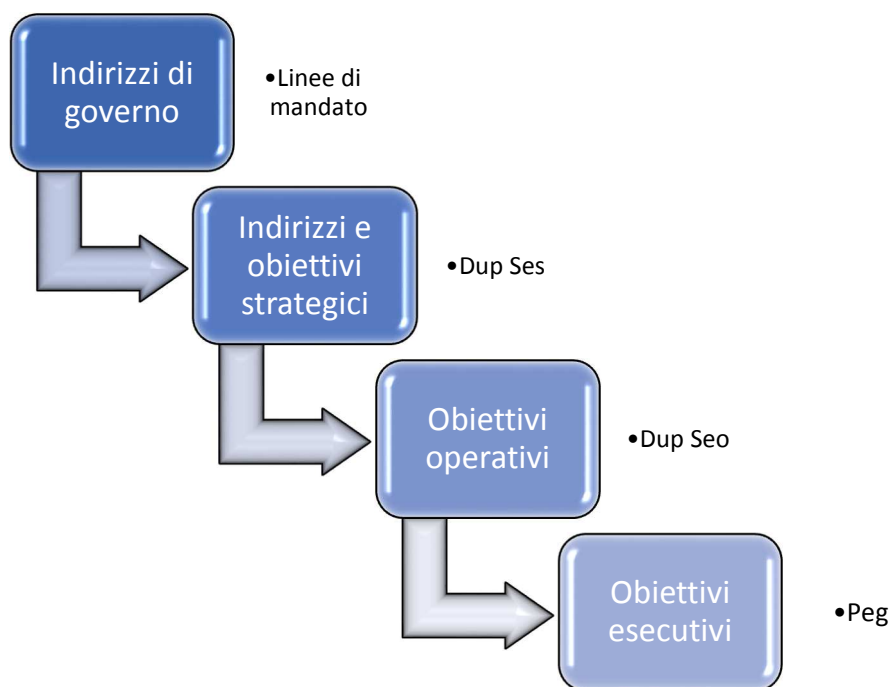 Indirizzi di
governo
•Linee di
mandato
Indirizzi e
obiettivi
strategici
•Dup Ses
Obiettivi
operativi
•Dup Seo
Obiettivi
esecutivi
•Peg